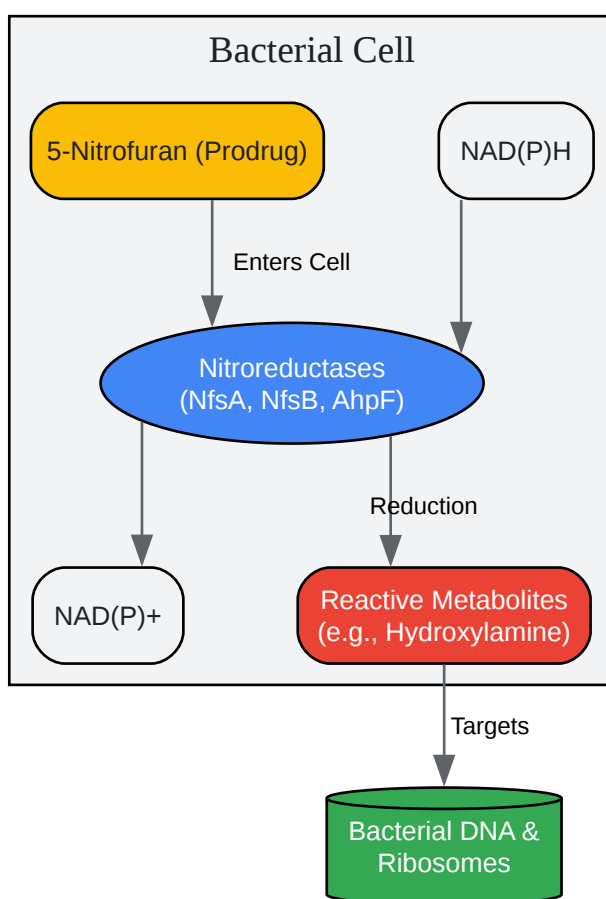 Bacterial Cell
5-Nitrofuran (Prodrug)
NAD(P)H
Enters Cell
Nitroreductases
(NfsA, NfsB, AhpF)
Reduction
NAD(P)+
Reactive Metabolites
(e.g., Hydroxylamine)
Targets
Bacterial DNA &
Ribosomes